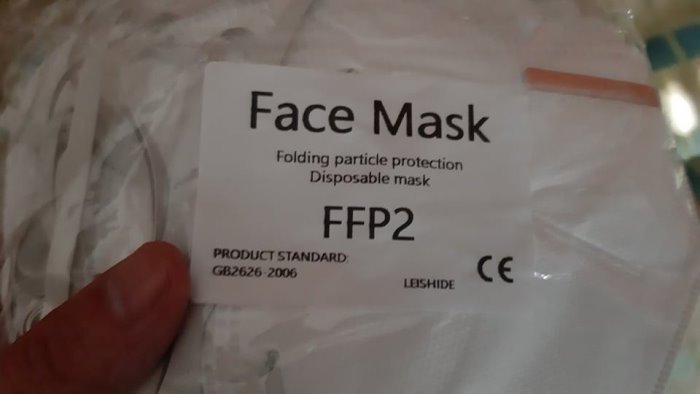 Face Mask
Folding particle protection
Disposable mask
FFP2
PRODUCT STANDARD:
GB2626-2006
LEISHIDE
CE